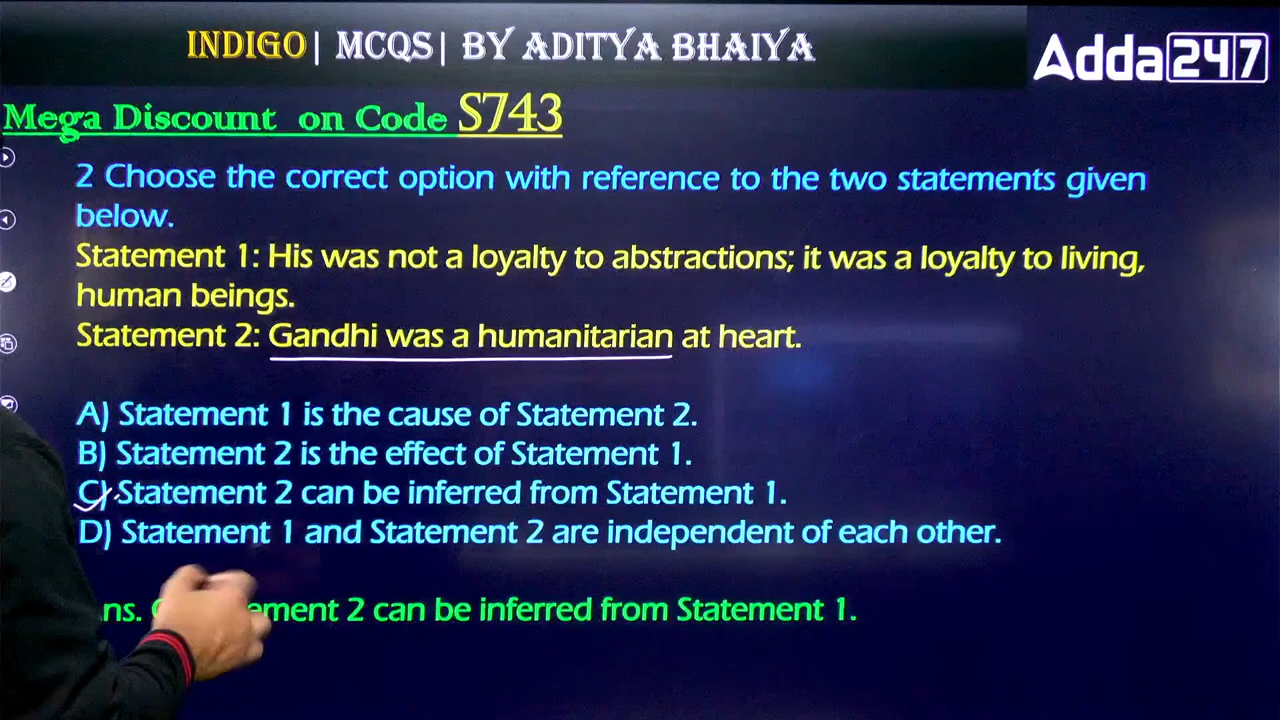 INDIGO| MCQS| BY ADITYA BHAIYA
Adda247
Mega Discount on Code S743
2 Choose the correct option with reference to the two statements given
below.
Statement 1: His was not a loyalty to abstractions; it was a loyalty to living,
human beings.
Statement 2: Gandhi was a humanitarian at heart.
A) Statement 1 is the cause of Statement 2.
B) Statement 2 is the effect of Statement 1.
C) Statement 2 can be inferred from Statement 1.
D) Statement 1 and Statement 2 are independent of each other.
2 can be inferred from Statement 1.